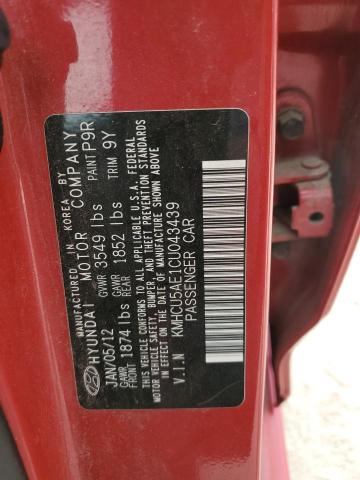 MANUFACTURED IN KOREA BY
HYUNDAI MOTOR COMPANY
JAN/05/12 GVWR 3549 lbs PAINT P9R
GAWR FRONT 1874 lbs GAWR REAR 1852 lbs TRIM 9Y
THIS VEHICLE CONFORMS TO ALL APPLICABLE U.S.A. FEDERAL
MOTOR VEHICLE SAFETY, BUMPER, AND THEFT PREVENTION STANDARDS
IN EFFECT ON THE DATE OF MANUFACTURE SHOWN ABOVE
V.I.N KMHCU5AE1CU043439
PASSENGER CAR